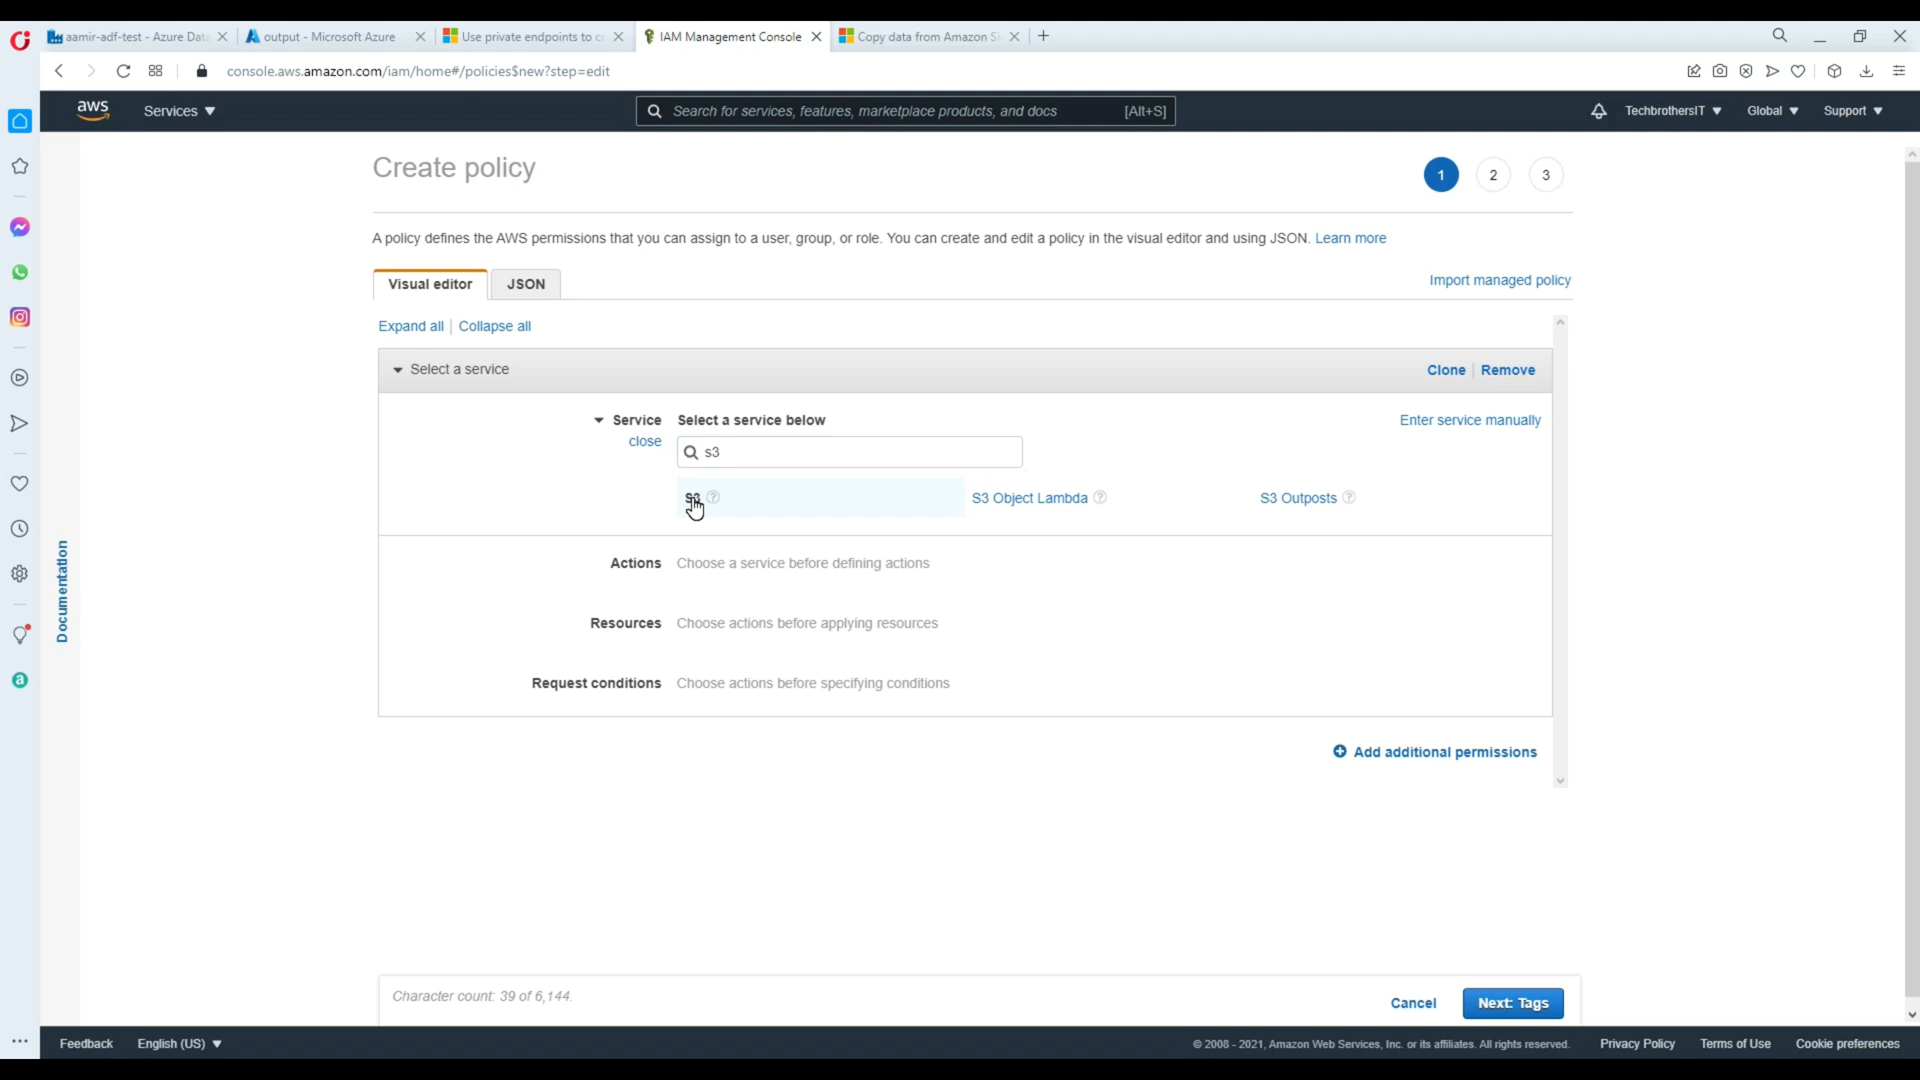 aamir-adf-test - Azure Data
output - Microsoft Azure
Use private endpoints to c
IAM Management Console
Copy data from Amazon S
console.aws.amazon.com/iam/home#/policies$new?step=edit
aws
Services
Search for services, features, marketplace products, and docs
[Alt+S]
TechbrothersIT
Global
Support
Create policy
1
2
3
A policy defines the AWS permissions that you can assign to a user, group, or role. You can create and edit a policy in the visual editor and using JSON. Learn more
Visual editor
JSON
Import managed policy
Expand all
Collapse all
Select a service
Clone
Remove
Service
Select a service below
Enter service manually
close
s3
S3
S3 Object Lambda
S3 Outposts
Actions
Choose a service before defining actions
Resources
Choose actions before applying resources
Request conditions
Choose actions before specifying conditions
Add additional permissions
Documentation
Character count: 39 of 6,144.
Cancel
Next: Tags
Feedback
English (US)
© 2008 - 2021, Amazon Web Services, Inc. or its affiliates. All rights reserved.
Privacy Policy
Terms of Use
Cookie preferences